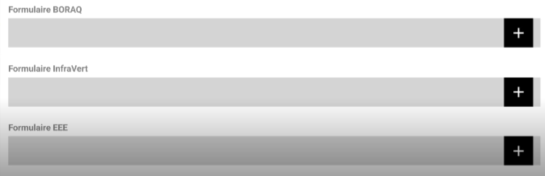 Formulaire BORAQ
+
Formulaire InfraVert
+
Formulaire EEE
+